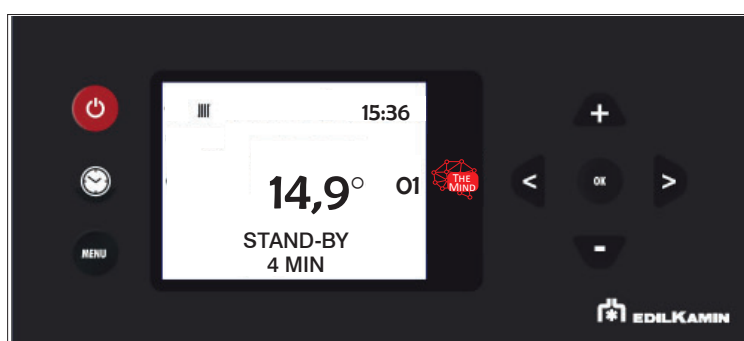 15:36
14,9° 01
THE
MIND
STAND-BY
4 MIN
MENU
+
< OK >
-
EDILKAMIN